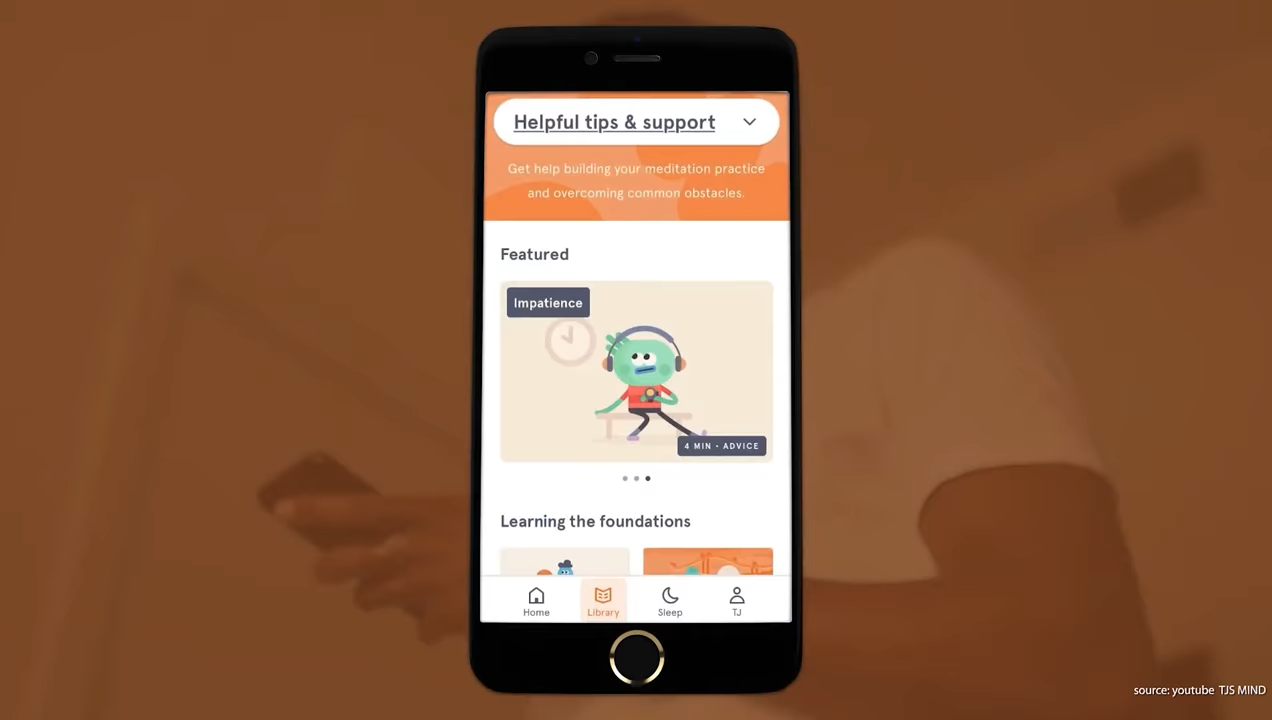 Helpful tips & support
Get help building your meditation practice
and overcoming common obstacles.
Featured
Impatience
4 MIN • ADVICE
Learning the foundations
Home
Library
Sleep
TJ
source: youtube TJS MIND